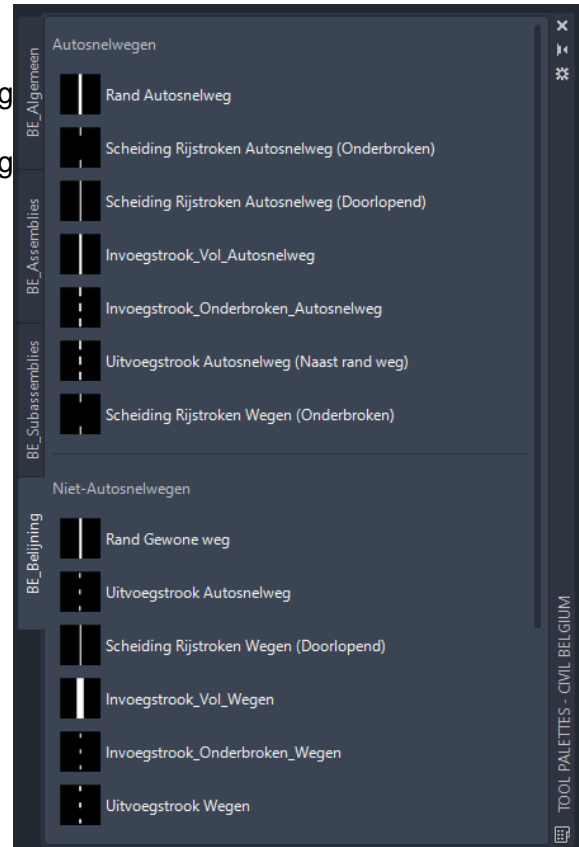 g
g
BE_Algemeen
BE_Assemblies
BE_Subassemblies
BE_Belijning
Autosnelwegen
Rand Autosnelweg
Scheiding Rijstroken Autosnelweg (Onderbroken)
Scheiding Rijstroken Autosnelweg (Doorlopend)
Invoegstrook_Vol_Autosnelweg
Invoegstrook_Onderbroken_Autosnelweg
Uitvoegstrook Autosnelweg (Naast rand weg)
Scheiding Rijstroken Wegen (Onderbroken)
Niet-Autosnelwegen
Rand Gewone weg
Uitvoegstrook Autosnelweg
Scheiding Rijstroken Wegen (Doorlopend)
Invoegstrook_Vol_Wegen
Invoegstrook_Onderbroken_Wegen
Uitvoegstrook Wegen
TOOL PALETTES - CIVIL BELGIUM